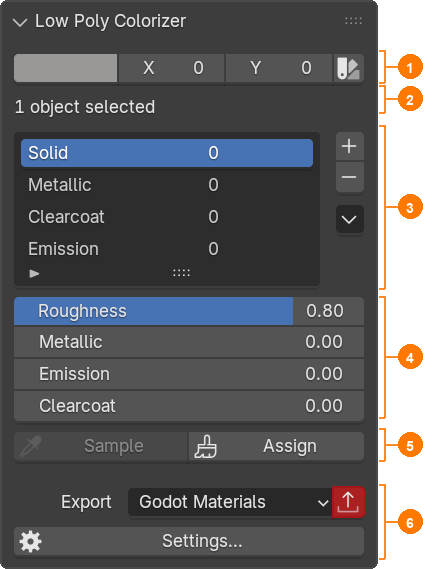 Low Poly Colorizer
X 0 Y 0
1
1 object selected
2
Solid 0
Metallic 0
Clearcoat 0
Emission 0
3
Roughness 0.80
Metallic 0.00
Emission 0.00
Clearcoat 0.00
4
Sample Assign
5
Export Godot Materials
Settings...
6